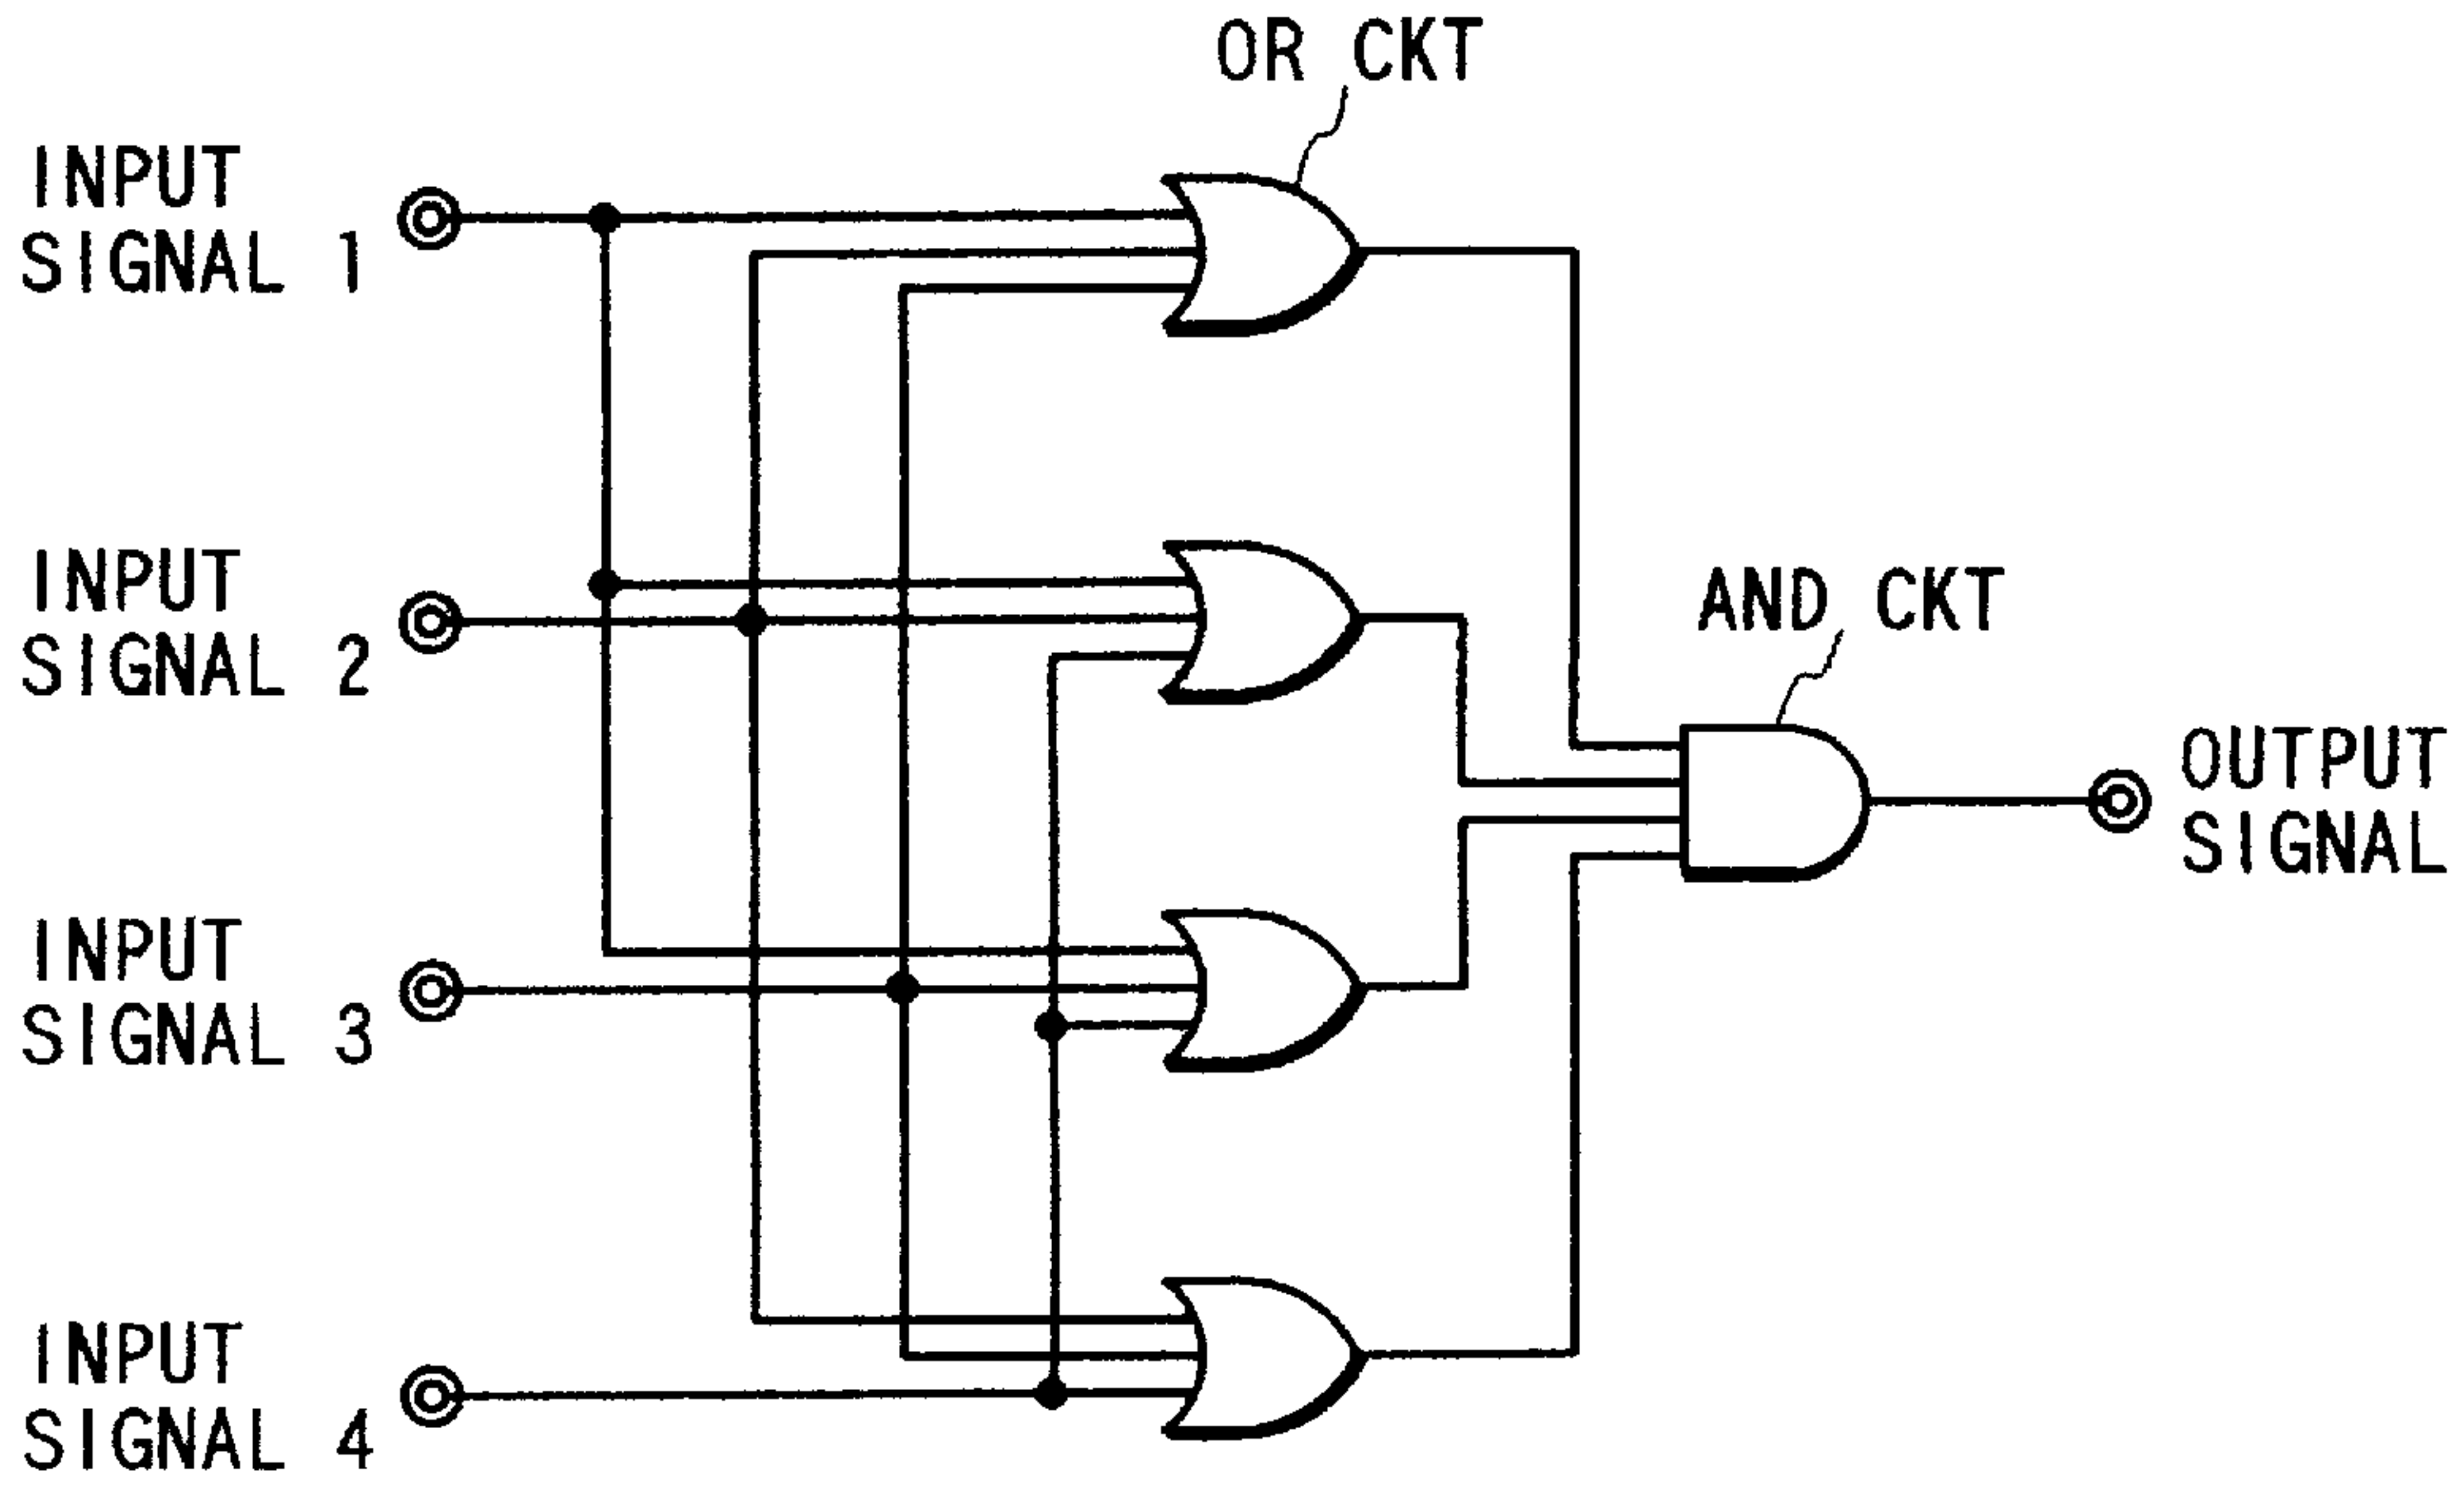 OR CKT
INPUT
SIGNAL 1
INPUT
SIGNAL 2
AND CKT
OUTPUT
SIGNAL
INPUT
SIGNAL 3
INPUT
SIGNAL 4